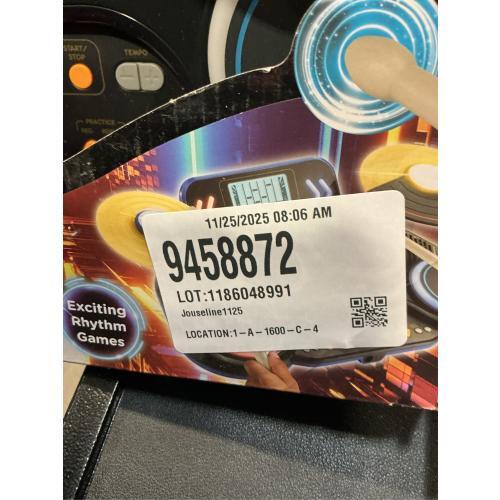 START/
STOP
TEMPO
PRACTICE
11/25/2025 08:06 AM
9458872
LOT:1186048991
Jouseline1125
LOCATION:1-A-1600-C-4
Exciting
Rhythm
Games